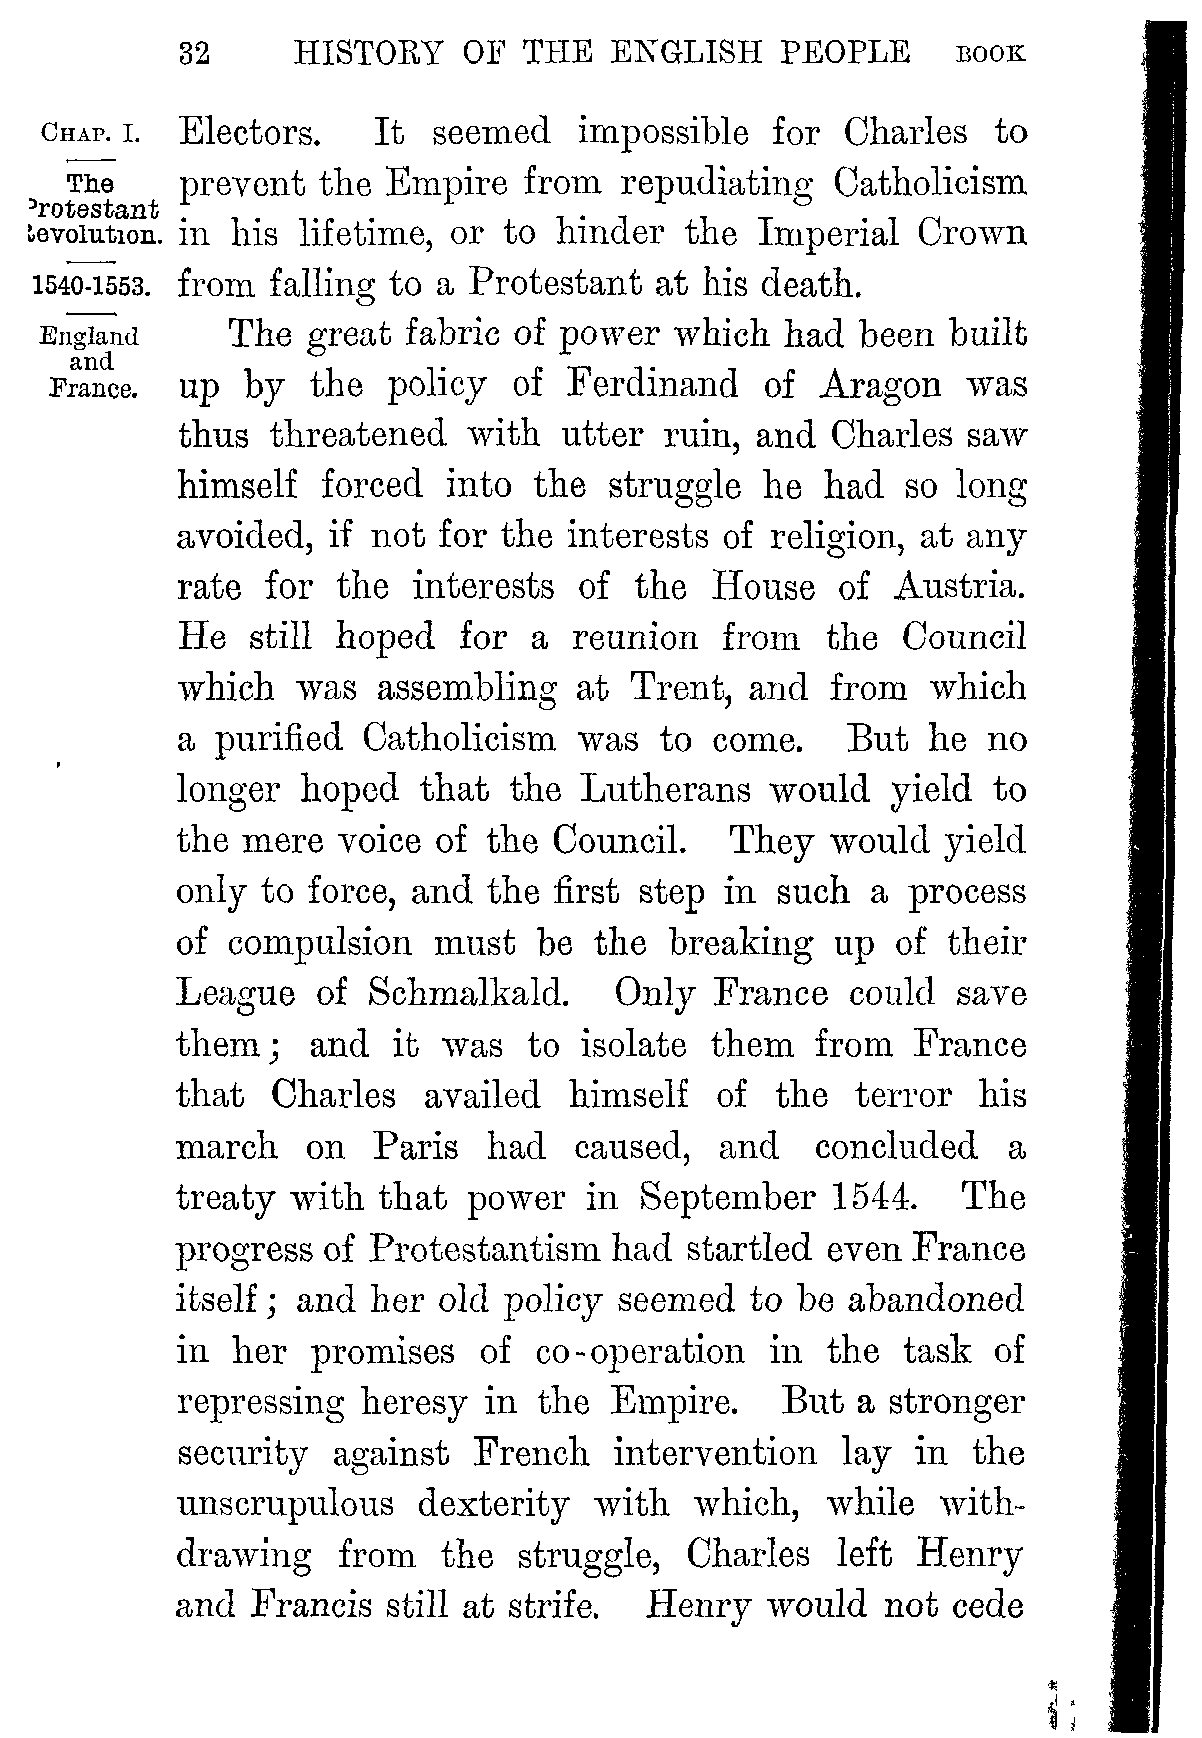 32 HISTORY OF THE ENGLISH PEOPLE BOOK
CHAP. I.
The
Protestant
Revolution.
1540-1553.
England
and
France.
Electors. It seemed impossible for Charles to
prevent the Empire from repudiating Catholicism
in his lifetime, or to hinder the Imperial Crown
from falling to a Protestant at his death.
The great fabric of power which had been built
up by the policy of Ferdinand of Aragon was
thus threatened with utter ruin, and Charles saw
himself forced into the struggle he had so long
avoided, if not for the interests of religion, at any
rate for the interests of the House of Austria.
He still hoped for a reunion from the Council
which was assembling at Trent, and from which
a purified Catholicism was to come. But he no
longer hoped that the Lutherans would yield to
the mere voice of the Council. They would yield
only to force, and the first step in such a process
of compulsion must be the breaking up of their
League of Schmalkald. Only France could save
them; and it was to isolate them from France
that Charles availed himself of the terror his
march on Paris had caused, and concluded a
treaty with that power in September 1544. The
progress of Protestantism had startled even France
itself; and her old policy seemed to be abandoned
in her promises of co-operation in the task of
repressing heresy in the Empire. But a stronger
security against French intervention lay in the
unscrupulous dexterity with which, while with-
drawing from the struggle, Charles left Henry
and Francis still at strife. Henry would not cede